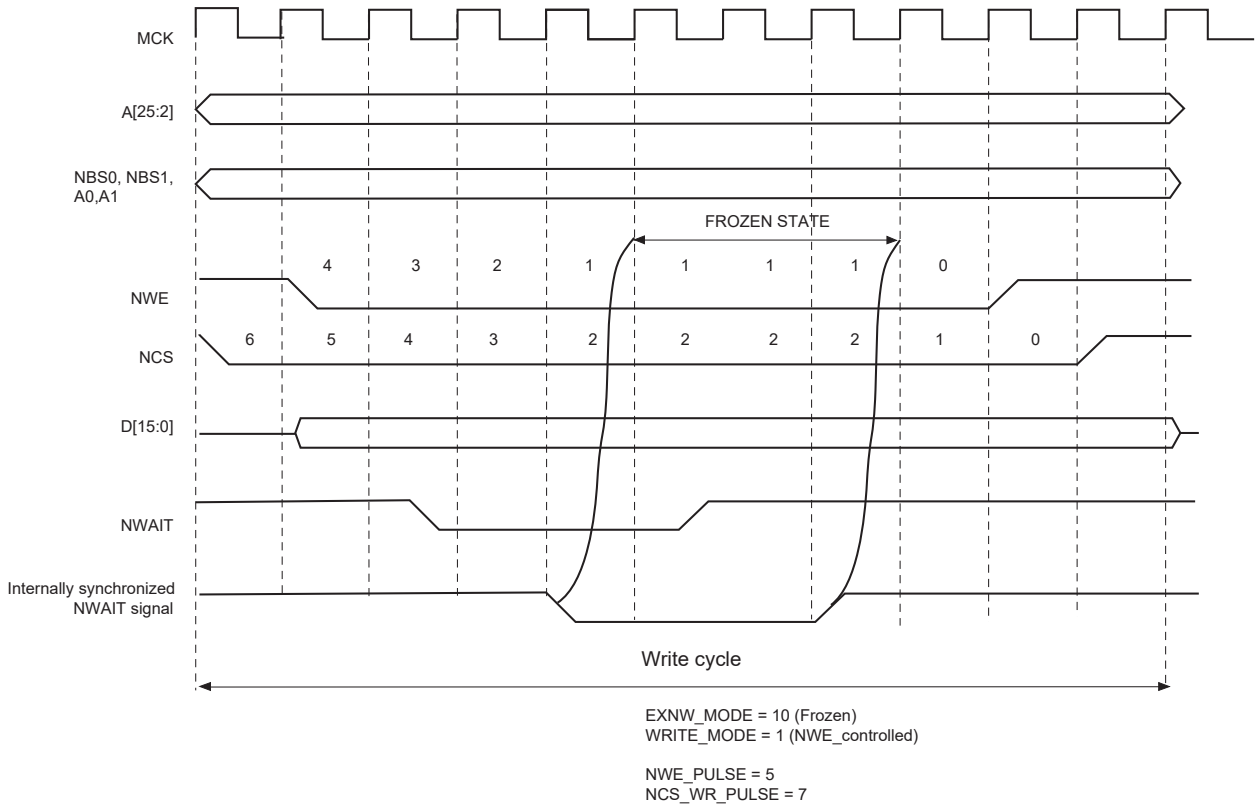 MCK
A[25:2]
NBS0, NBS1,
A0,A1
FROZEN STATE
4 3 2 1 1 1 1 0
NWE
6 5 4 3 2 2 2 2 1 0
NCS
D[15:0]
NWAIT
Internally synchronized
NWAIT signal
Write cycle
EXNW_MODE = 10 (Frozen)
WRITE_MODE = 1 (NWE_controlled)
NWE_PULSE = 5
NCS_WR_PULSE = 7